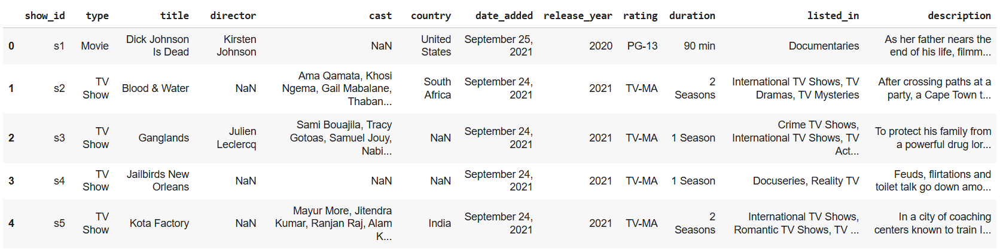 show_id type title director cast country date_added release_year rating duration listed_in description
0 s1 Movie Dick Johnson Is Dead Kirsten Johnson NaN United States September 25, 2021 2020 PG-13 90 min Documentaries As her father nears the end of his life, filmm...
1 s2 TV Show Blood & Water NaN Ama Qamata, Khosi Ngema, Gail Mabalane, Thaban... South Africa September 24, 2021 2021 TV-MA 2 Seasons International TV Shows, TV Dramas, TV Mysteries After crossing paths at a party, a Cape Town t...
2 s3 TV Show Ganglands Julien Leclercq Sami Bouajila, Tracy Gotoas, Samuel Jouy, Nabi... NaN September 24, 2021 2021 TV-MA 1 Season Crime TV Shows, International TV Shows, TV Act... To protect his family from a powerful drug lor...
3 s4 TV Show Jailbirds New Orleans NaN NaN NaN September 24, 2021 2021 TV-MA 1 Season Docuseries, Reality TV Feuds, flirtations and toilet talk go down amo...
4 s5 TV Show Kota Factory NaN Mayur More, Jitendra Kumar, Ranjan Raj, Alam K... India September 24, 2021 2021 TV-MA 2 Seasons International TV Shows, Romantic TV Shows, TV ... In a city of coaching centers known to train I...